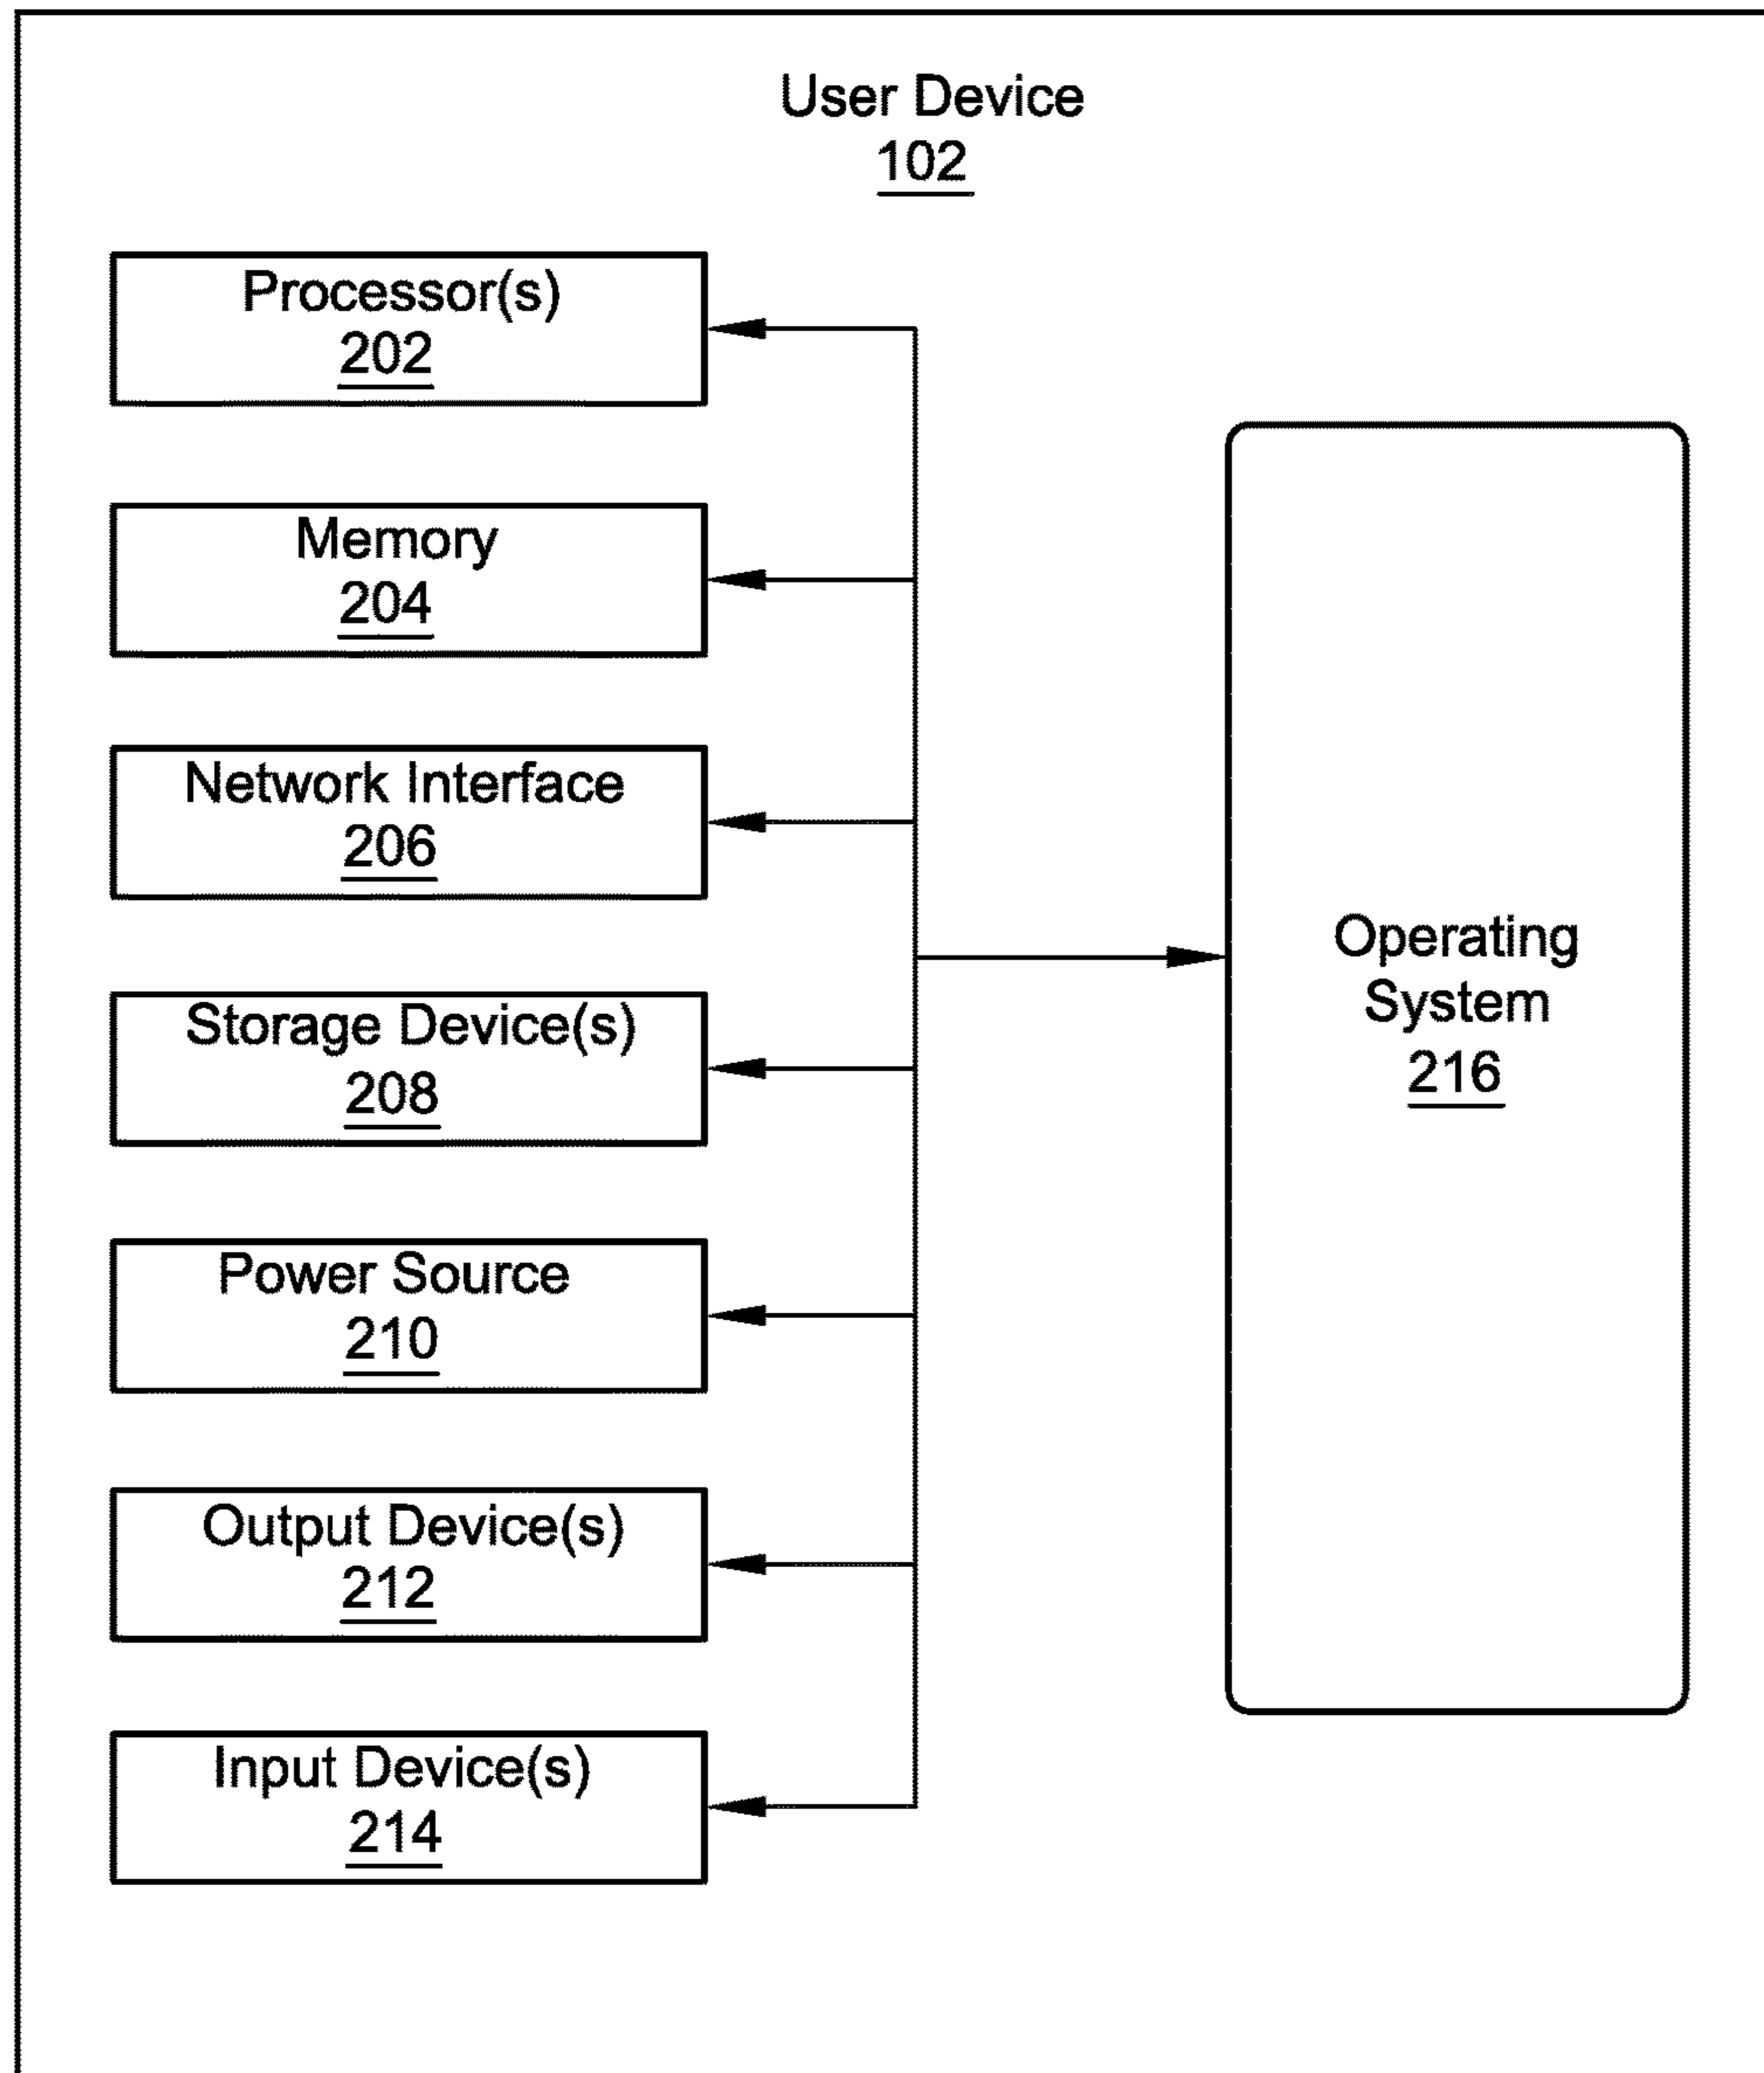 User Device
102
Processor(s)
202
Memory
204
Network Interface
206
Storage Device(s)
208
Power Source
210
Output Device(s)
212
Input Device(s)
214
Operating
System
216